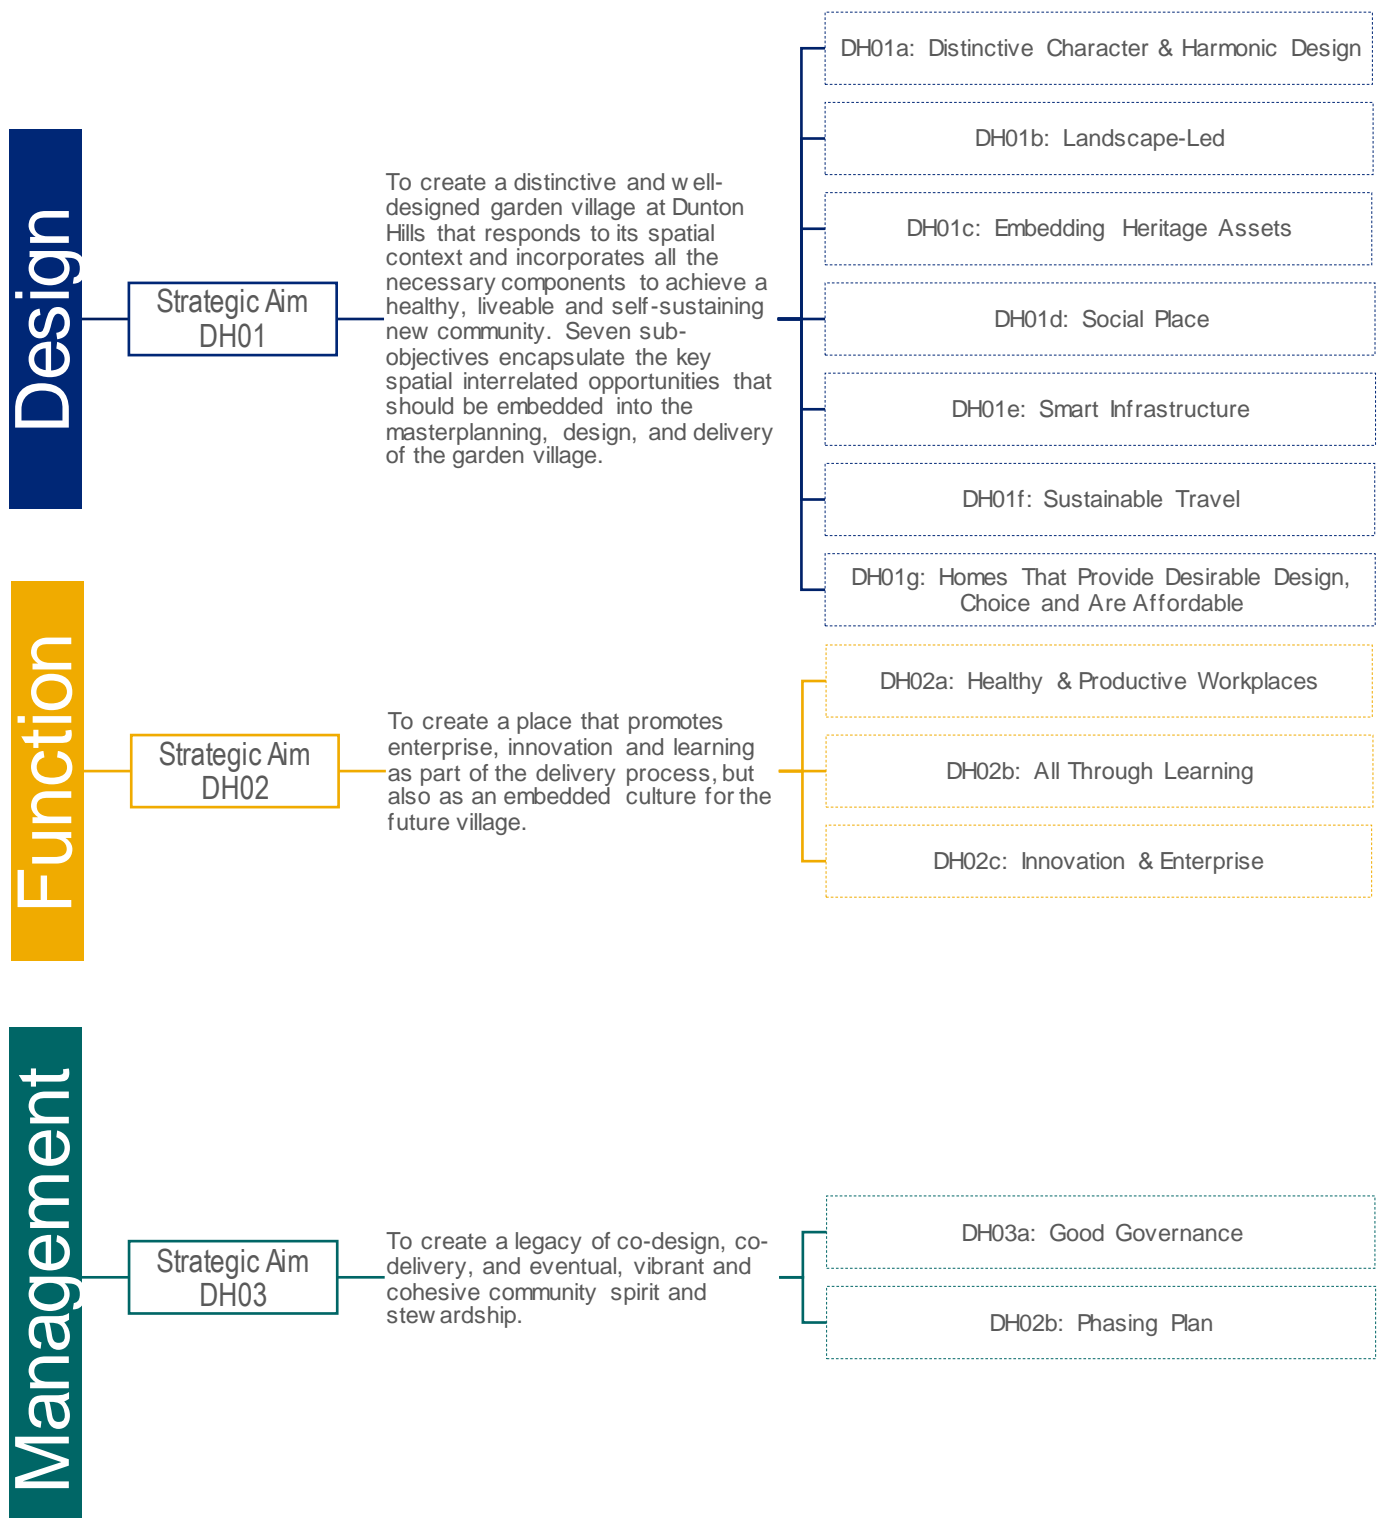 Design
Strategic Aim
DH01
To create a distinctive and well-
designed garden village at Dunton
Hills that responds to its spatial
context and incorporates all the
necessary components to achieve a
healthy, liveable and self-sustaining
new community. Seven sub-
objectives encapsulate the key
spatial interrelated opportunities that
should be embedded into the
masterplanning, design, and delivery
of the garden village.
DH01a: Distinctive Character & Harmonic Design
DH01b: Landscape-Led
DH01c: Embedding Heritage Assets
DH01d: Social Place
DH01e: Smart Infrastructure
DH01f: Sustainable Travel
DH01g: Homes That Provide Desirable Design,
Choice and Are Affordable
Function
Strategic Aim
DH02
To create a place that promotes
enterprise, innovation and learning
as part of the delivery process, but
also as an embedded culture for the
future village.
DH02a: Healthy & Productive Workplaces
DH02b: All Through Learning
DH02c: Innovation & Enterprise
Management
Strategic Aim
DH03
To create a legacy of co-design, co-
delivery, and eventual, vibrant and
cohesive community spirit and
stewardship.
DH03a: Good Governance
DH02b: Phasing Plan